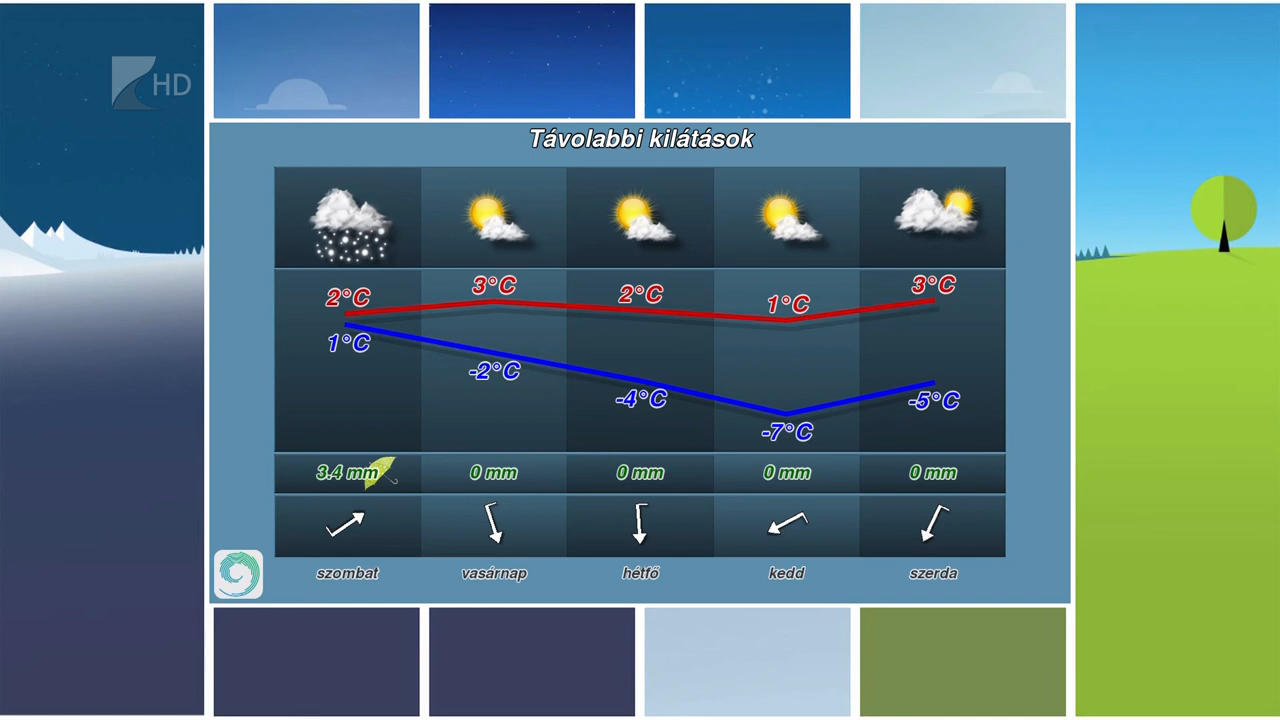 HD
Távolabbi kilátások
2°C 3°C 2°C 1°C 3°C
1°C -2°C -4°C -7°C -5°C
3.4 mm 0 mm 0 mm 0 mm 0 mm
szombat vasárnap hétfő kedd szerda